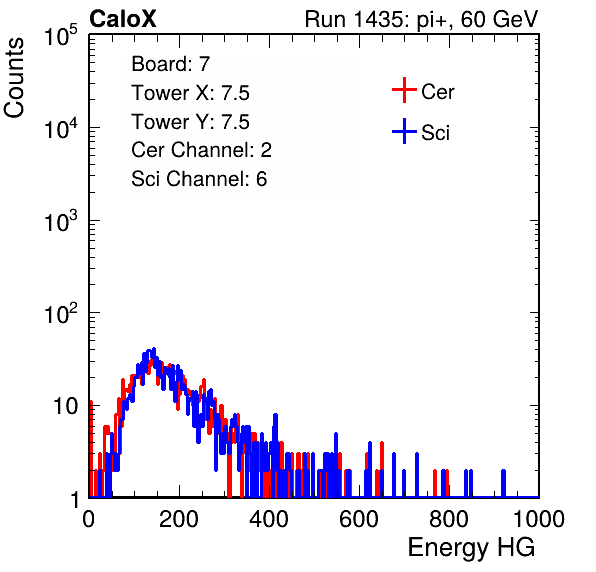 CaloX Run 1435: pi+, 60 GeV
Counts
10^5
10^4
10^3
10^2
10
1
Board: 7
Tower X: 7.5
Tower Y: 7.5
Cer Channel: 2
Sci Channel: 6
Cer
Sci
0 200 400 600 800 1000
Energy HG